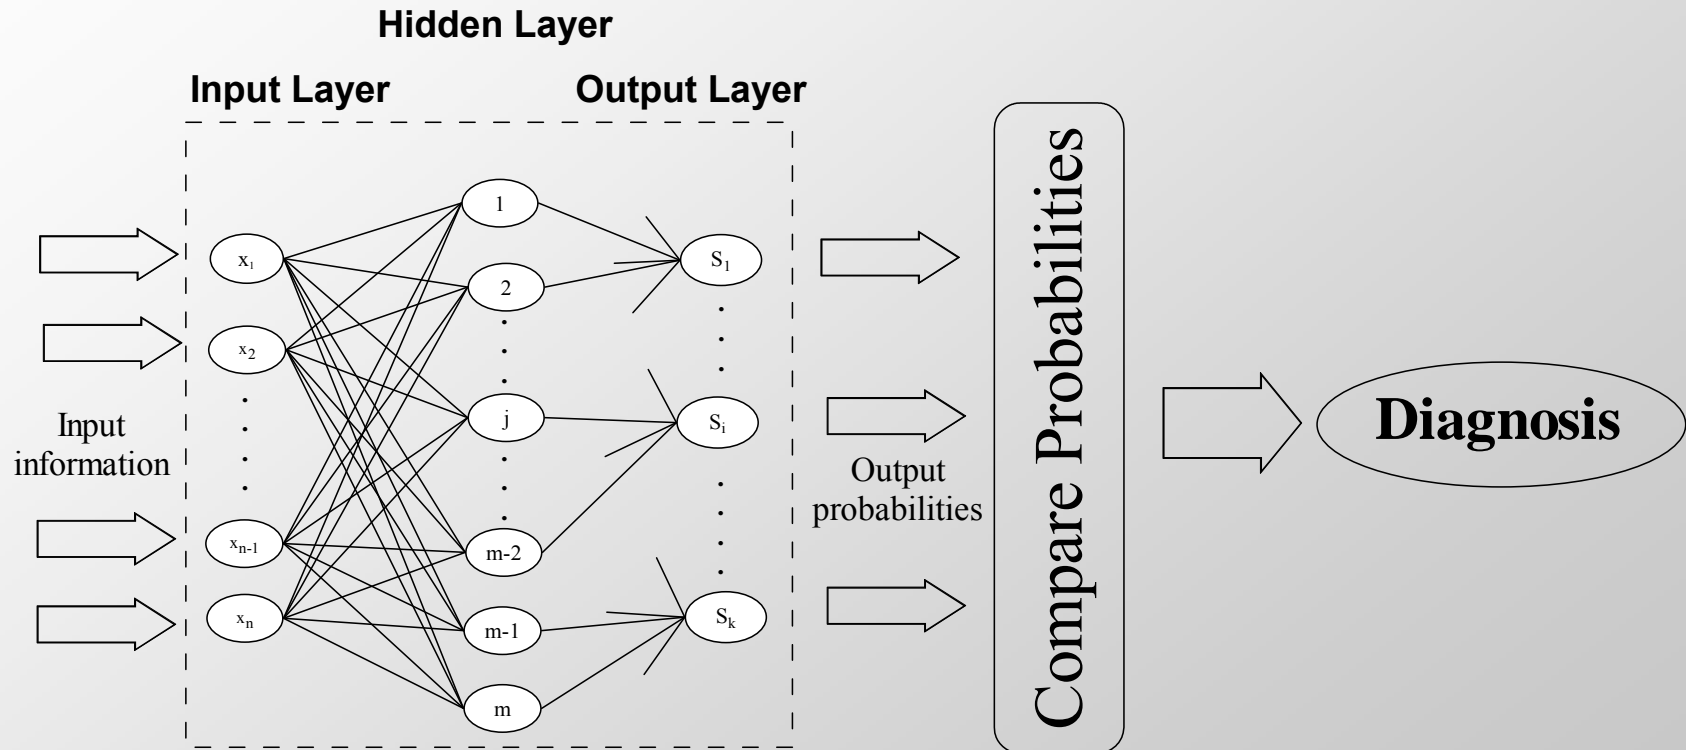 Hidden Layer
Input Layer
Output Layer
x₁
x₂
Input
information
xₙ₋₁
xₙ
1
2
j
m-2
m-1
m
S₁
Sᵢ
Sₖ
Output
probabilities
Compare Probabilities
Diagnosis